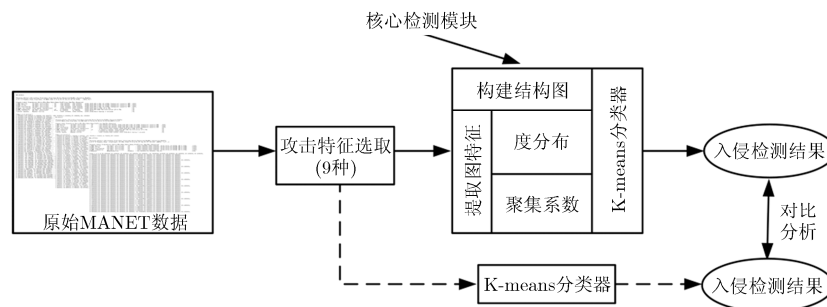 核心检测模块
构建结构图
攻击特征选取
(9种)
提取图特征
度分布
聚集系数
K-means分类器
入侵检测结果
原始MANET数据
对比
分析
K-means分类器
入侵检测结果